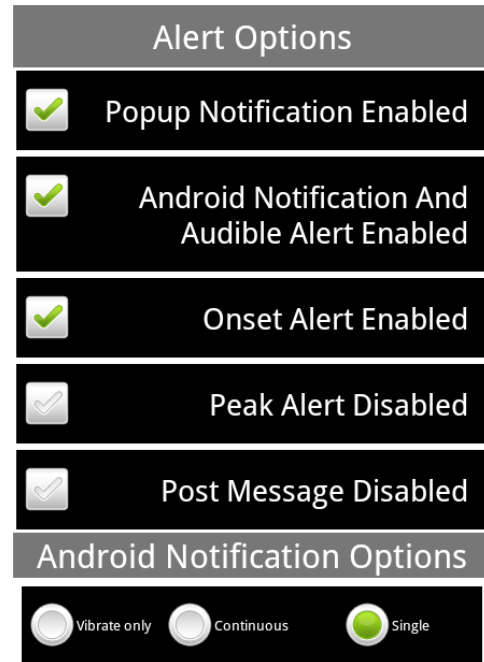 Alert Options
Popup Notification Enabled
Android Notification And
Audible Alert Enabled
Onset Alert Enabled
Peak Alert Disabled
Post Message Disabled
Android Notification Options
Vibrate only Continuous Single